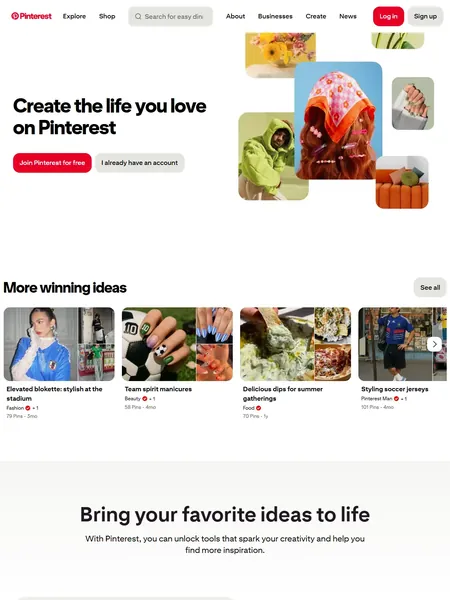 Pinterest Explore Shop Search for easy din About Businesses Create News Log in Sign up
Create the life you love
on Pinterest
Join Pinterest for free I already have an account
More winning ideas See all
Elevated blokette: stylish at the
stadium
Fashion + 1
79 Pins · 3mo
Team spirit manicures
Beauty + 1
58 Pins · 4mo
Delicious dips for summer
gatherings
Food
70 Pins · 1y
Styling soccer jerseys
Pinterest Man + 1
101 Pins · 4mo
Bring your favorite ideas to life
With Pinterest, you can unlock tools that spark your creativity and help you
find more inspiration.